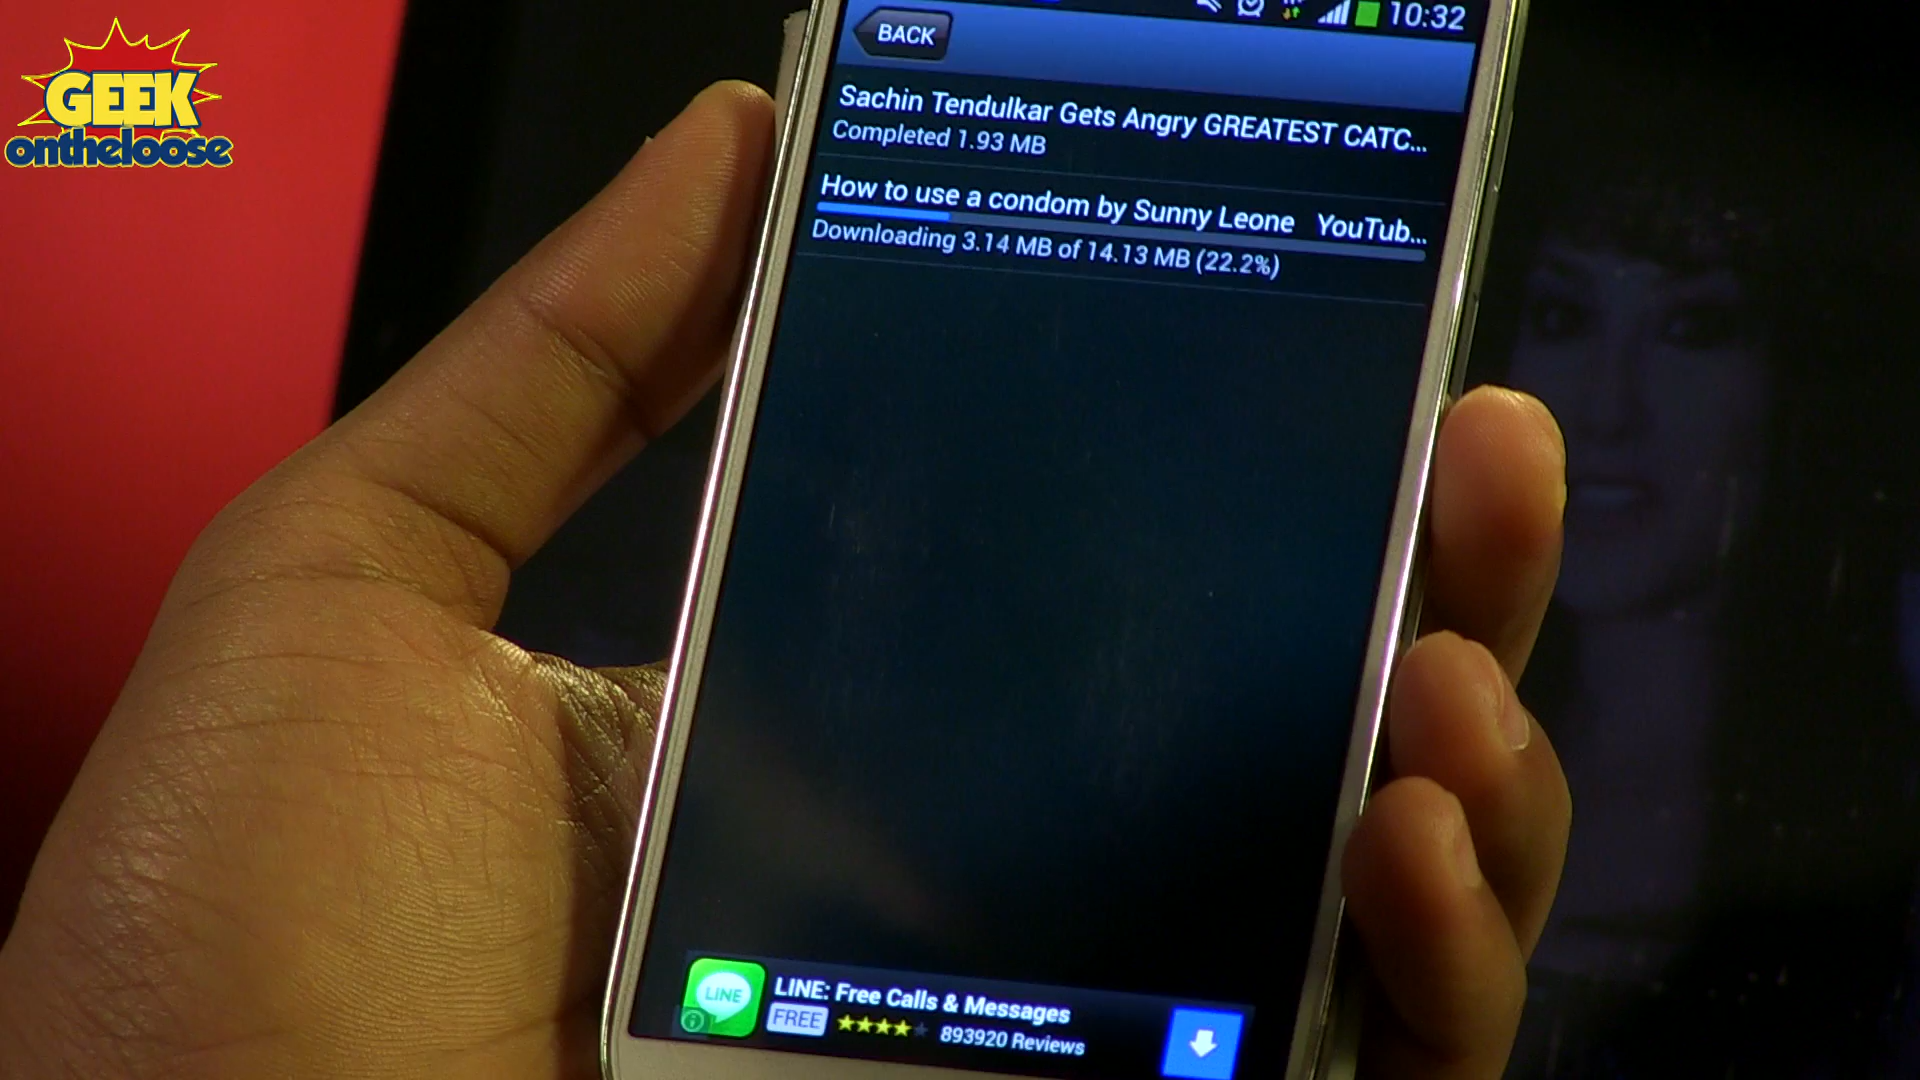 GEEK
ontheloose
10:32
BACK
Sachin Tendulkar Gets Angry GREATEST CATC...
Completed 1.93 MB
How to use a condom by Sunny Leone YouTub...
Downloading 3.14 MB of 14.13 MB (22.2%)
LINE
LINE: Free Calls & Messages
FREE
893920 Reviews